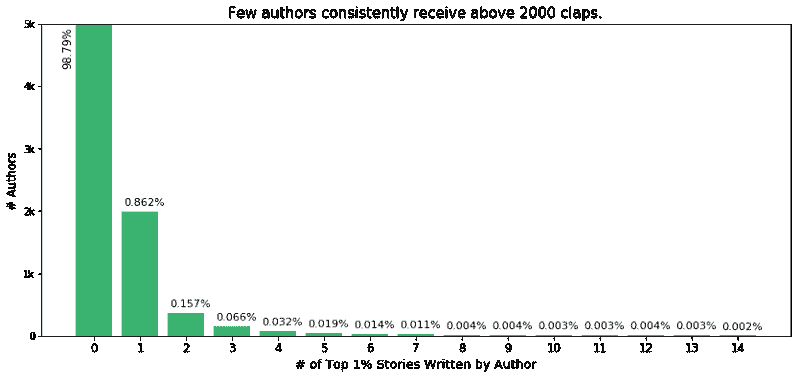 Few authors consistently receive above 2000 claps.
5k
4k
3k
2k
1k
0
# Authors
98.79%
0.862%
0.157%
0.066%
0.032%
0.019%
0.014%
0.011%
0.004%
0.004%
0.003%
0.003%
0.004%
0.003%
0.002%
0 1 2 3 4 5 6 7 8 9 10 11 12 13 14
# of Top 1% Stories Written by Author